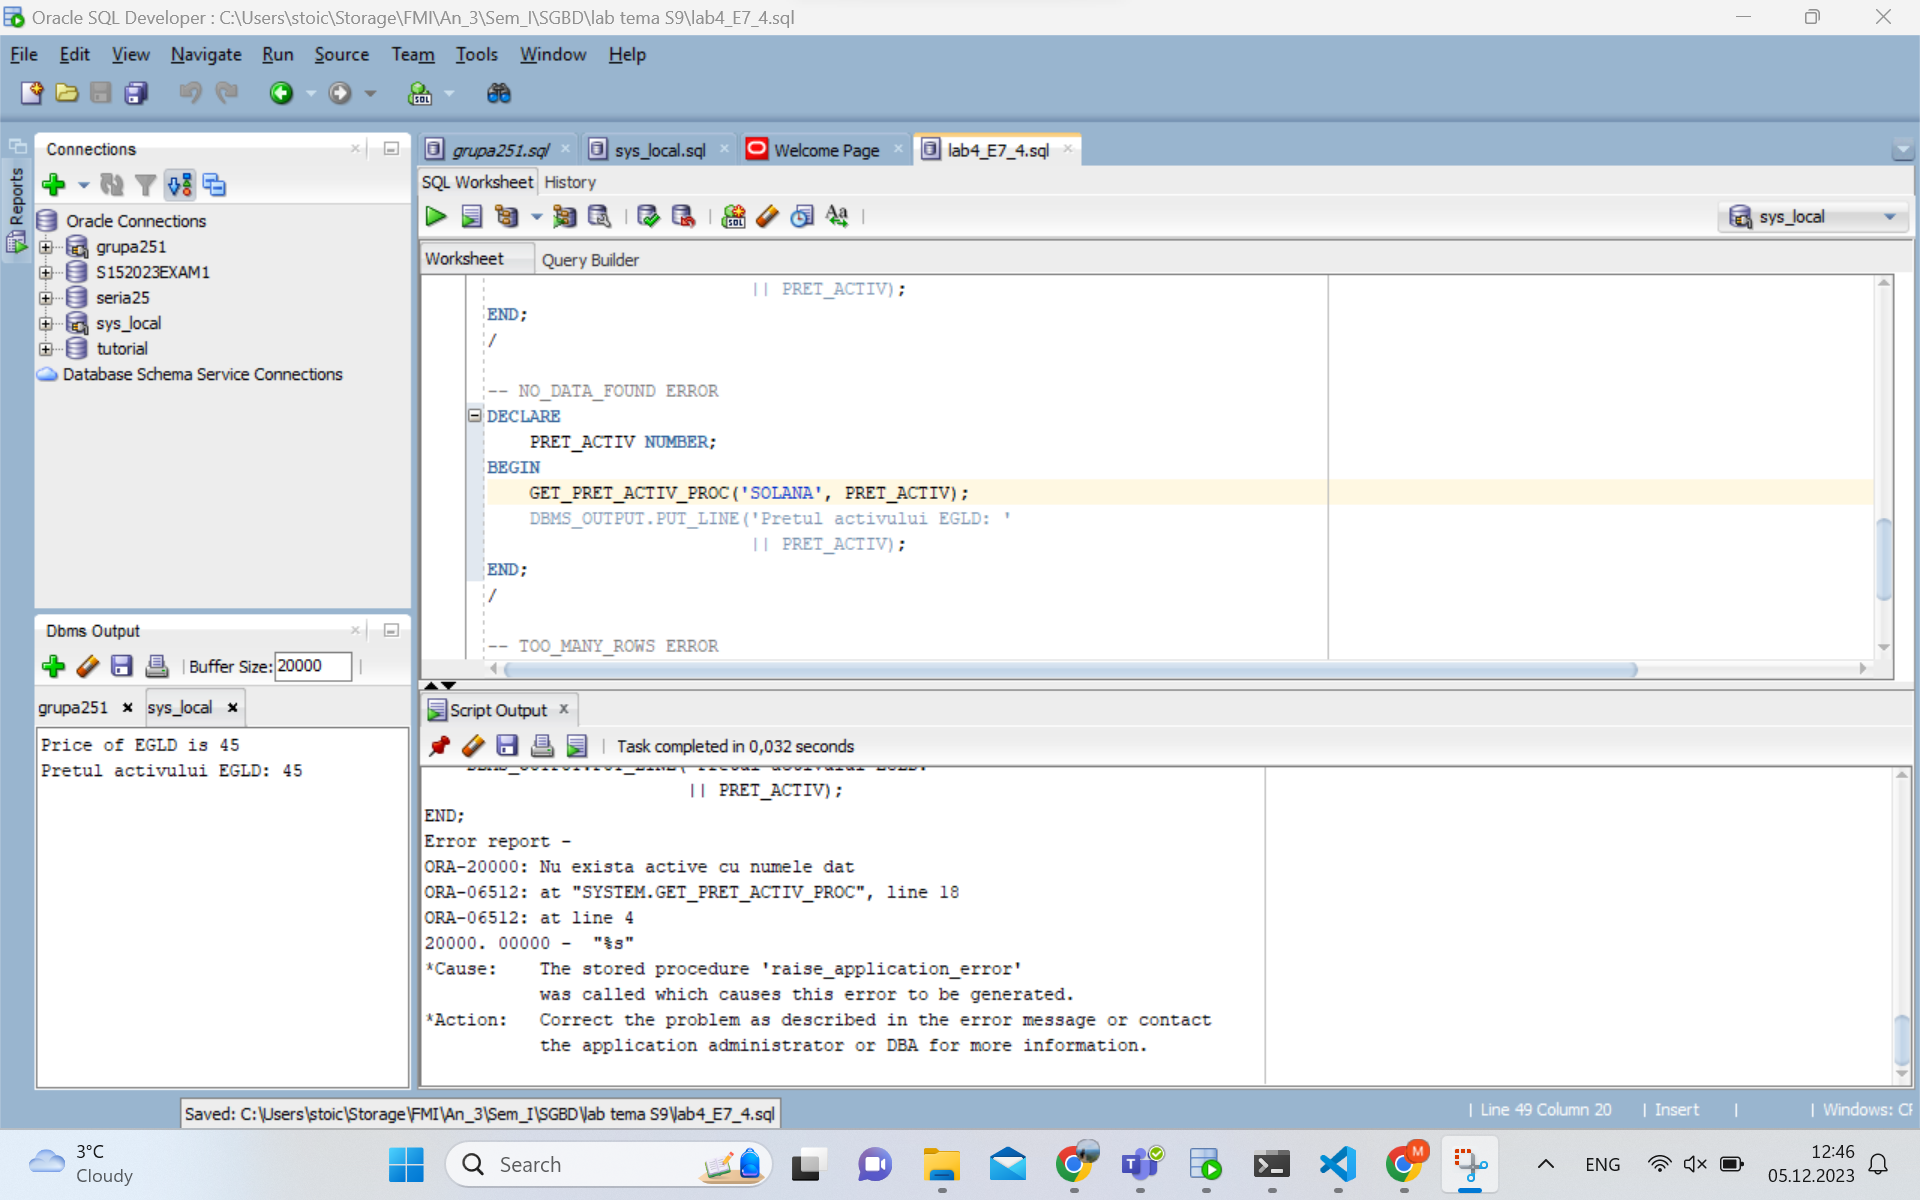 Oracle SQL Developer : C:\Users\stoic\Storage\FMI\An_3\Sem_I\SGBD\lab tema S9\lab4_E7_4.sql
File Edit View Navigate Run Source Team Tools Window Help
SQL
Reports
Connections
Oracle Connections
grupa251
S152023EXAM1
seria25
sys_local
tutorial
Database Schema Service Connections
Dbms Output
Buffer Size: 20000
grupa251 sys_local
Price of EGLD is 45
Pretul activului EGLD: 45
grupa251.sql sys_local.sql Welcome Page lab4_E7_4.sql
SQL Worksheet History
SQL Aa
sys_local
Worksheet Query Builder
|| PRET_ACTIV);
END;
/
-- NO_DATA_FOUND ERROR
DECLARE
PRET_ACTIV NUMBER;
BEGIN
GET_PRET_ACTIV_PROC('SOLANA', PRET_ACTIV);
DBMS_OUTPUT.PUT_LINE('Pretul activului EGLD: '
|| PRET_ACTIV);
END;
/
-- TOO_MANY_ROWS ERROR
Script Output
Task completed in 0,032 seconds
|| PRET_ACTIV);
END;
Error report -
ORA-20000: Nu exista active cu numele dat
ORA-06512: at "SYSTEM.GET_PRET_ACTIV_PROC", line 18
ORA-06512: at line 4
20000. 00000 -  "%s"
*Cause:    The stored procedure 'raise_application_error'
was called which causes this error to be generated.
*Action:   Correct the problem as described in the error message or contact
the application administrator or DBA for more information.
Saved: C:\Users\stoic\Storage\FMI\An_3\Sem_I\SGBD\lab tema S9\lab4_E7_4.sql
| Line 49 Column 20 | Insert | | Windows:
3°C
Cloudy
Search
M
ENG
12:46
05.12.2023